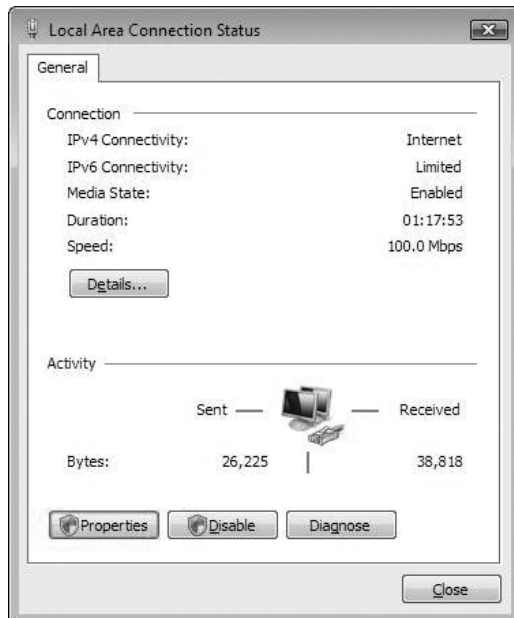 Local Area Connection Status
General
Connection
IPv4 Connectivity: Internet
IPv6 Connectivity: Limited
Media State: Enabled
Duration: 01:17:53
Speed: 100.0 Mbps
Details...
Activity
Sent Received
Bytes: 26,225 38,818
Properties Disable Diagnose
Close